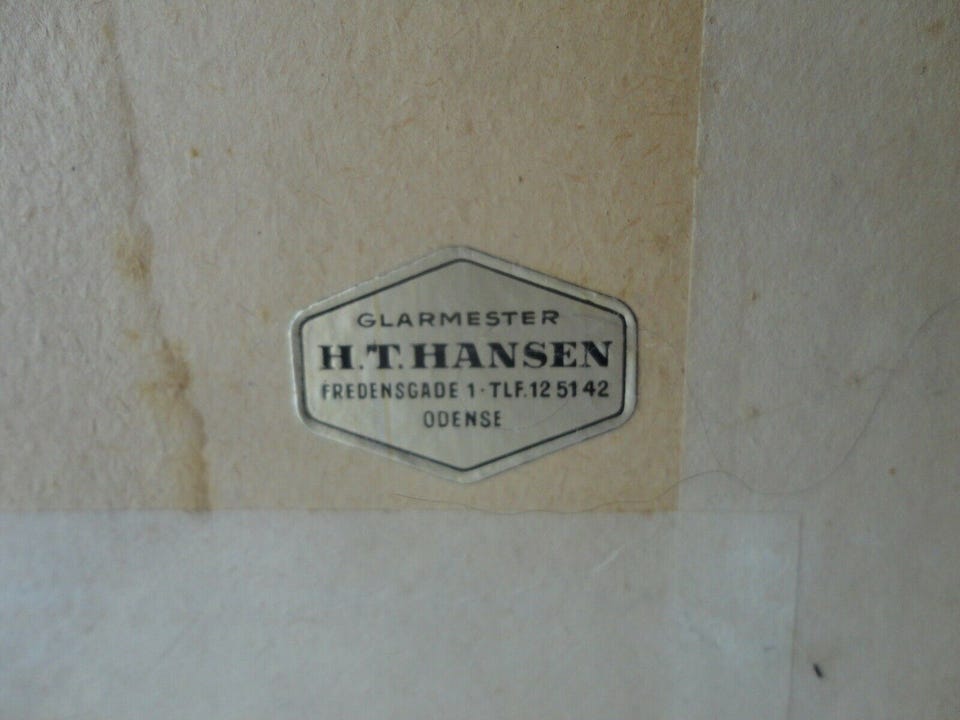 GLARMESTER
H.T. HANSEN
FREDENSGADE 1 · TLF. 12 51 42
ODENSE